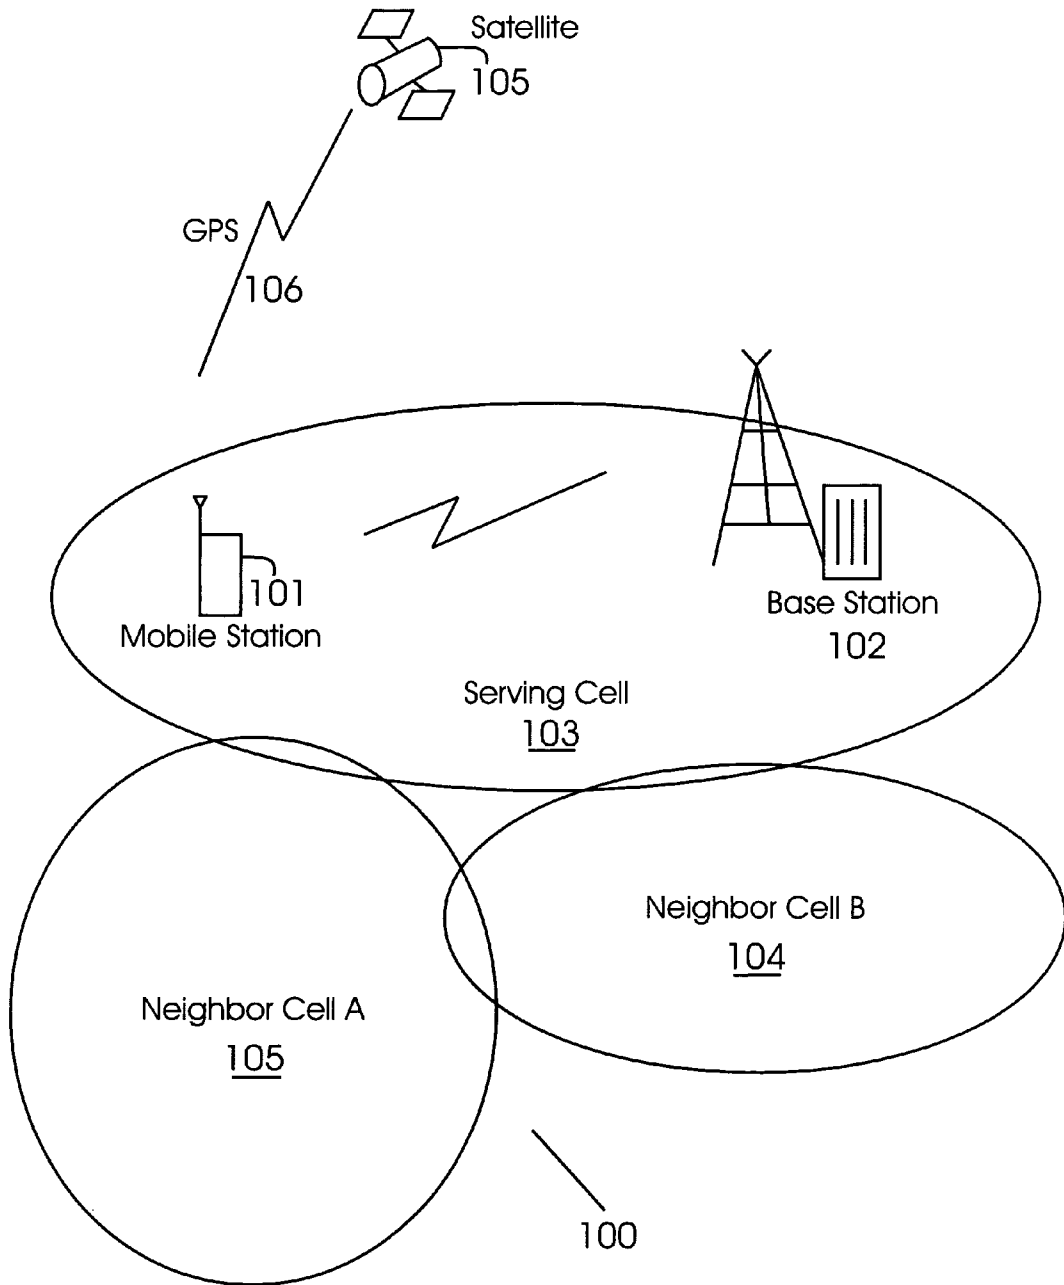 Satellite
105
GPS
106
101
Mobile Station
Base Station
102
Serving Cell
103
Neighbor Cell B
104
Neighbor Cell A
105
100